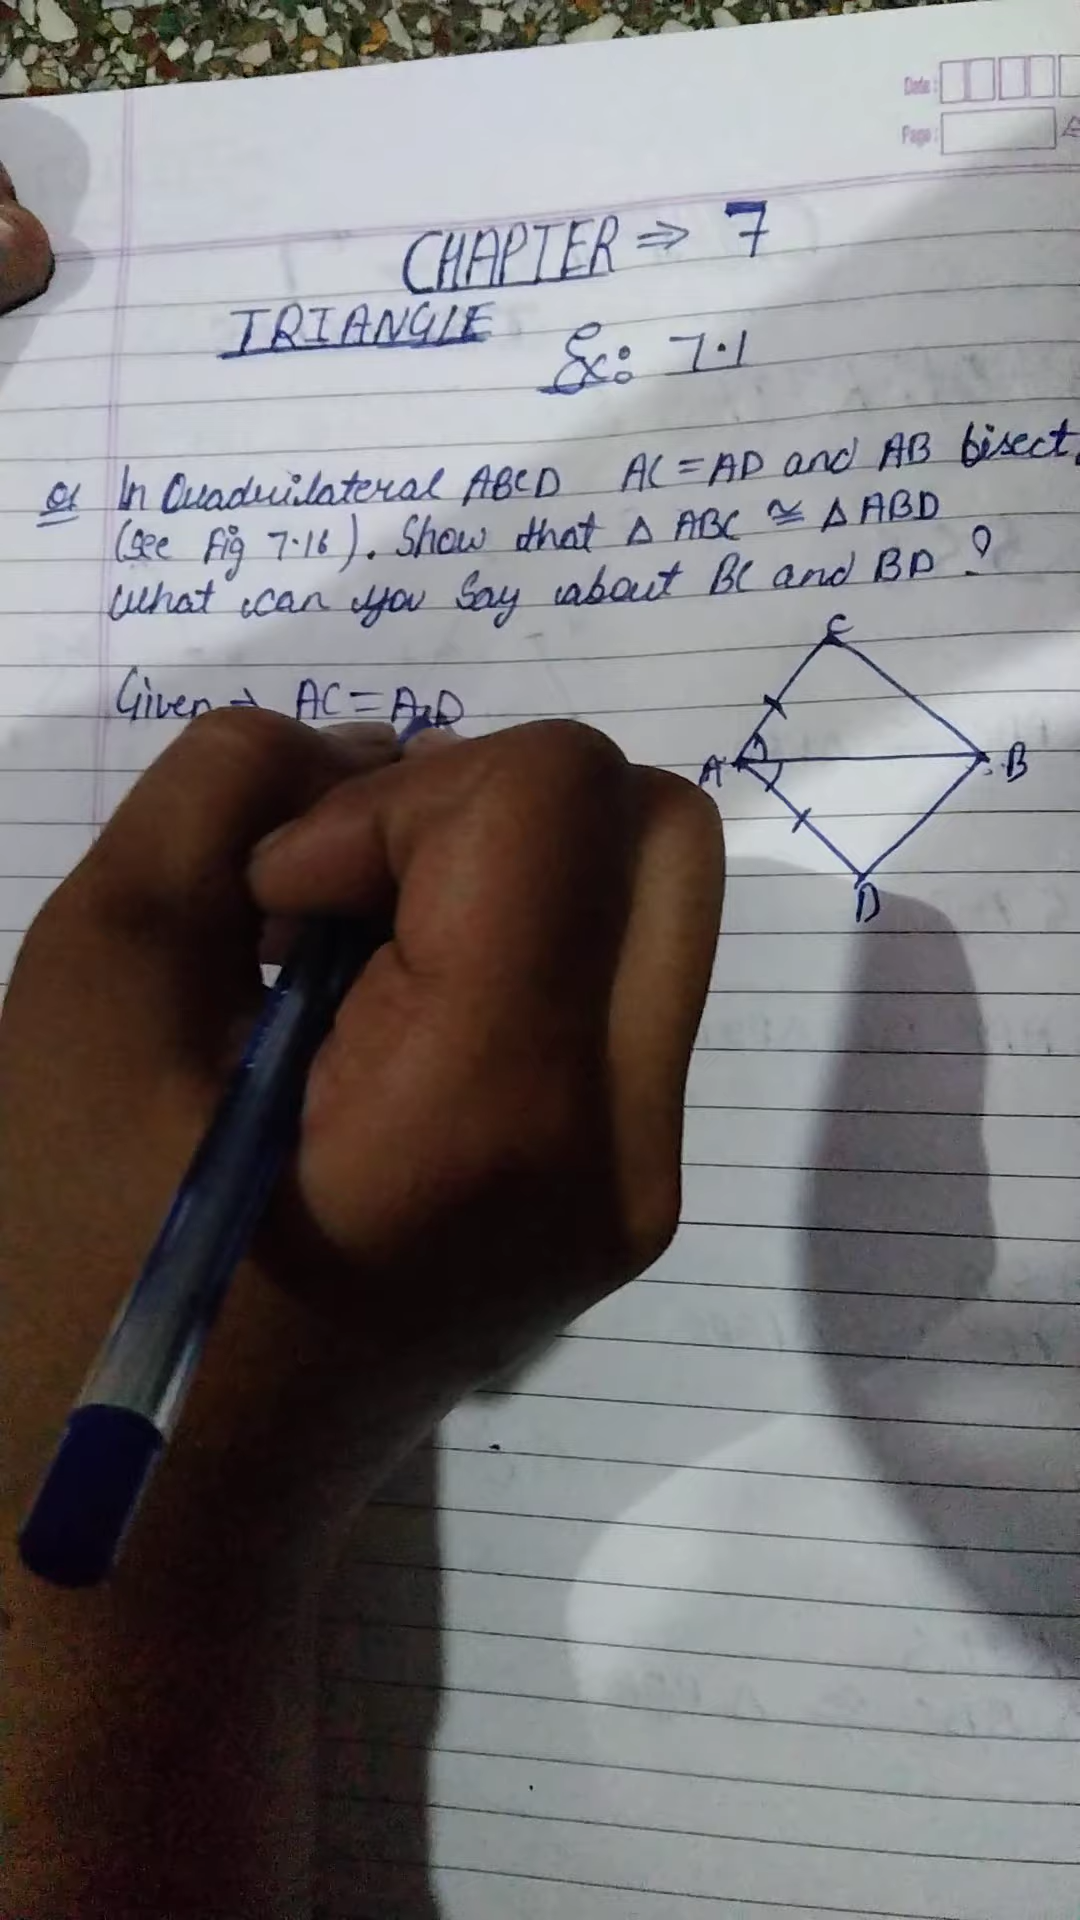 Date:
Page:
CHAPTER ⇒ 7
TRIANGLE
Ex: 7.1
Q1 In Quadrilateral ABCD AC = AD and AB bisect
(see Fig 7.16). Show that △ ABC ≅ △ ABD
What can you Say about BC and BD ?
Given → AC = AD
C
A
B
D